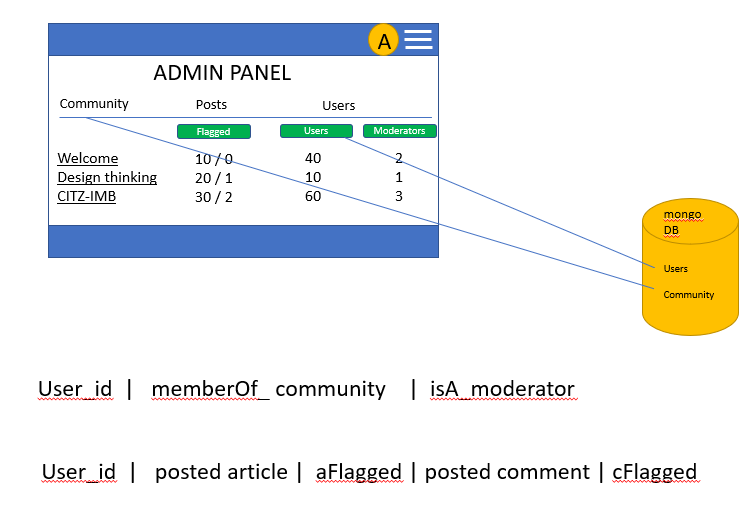 A
ADMIN PANEL
Community Posts Users
Flagged Users Moderators
Welcome 10 / 0 40 2
Design thinking 20 / 1 10 1
CITZ-IMB 30 / 2 60 3
mongo
DB
Users
Community
User_id | memberOf_ community | isA_moderator
User_id | posted article | aFlagged | posted comment | cFlagged